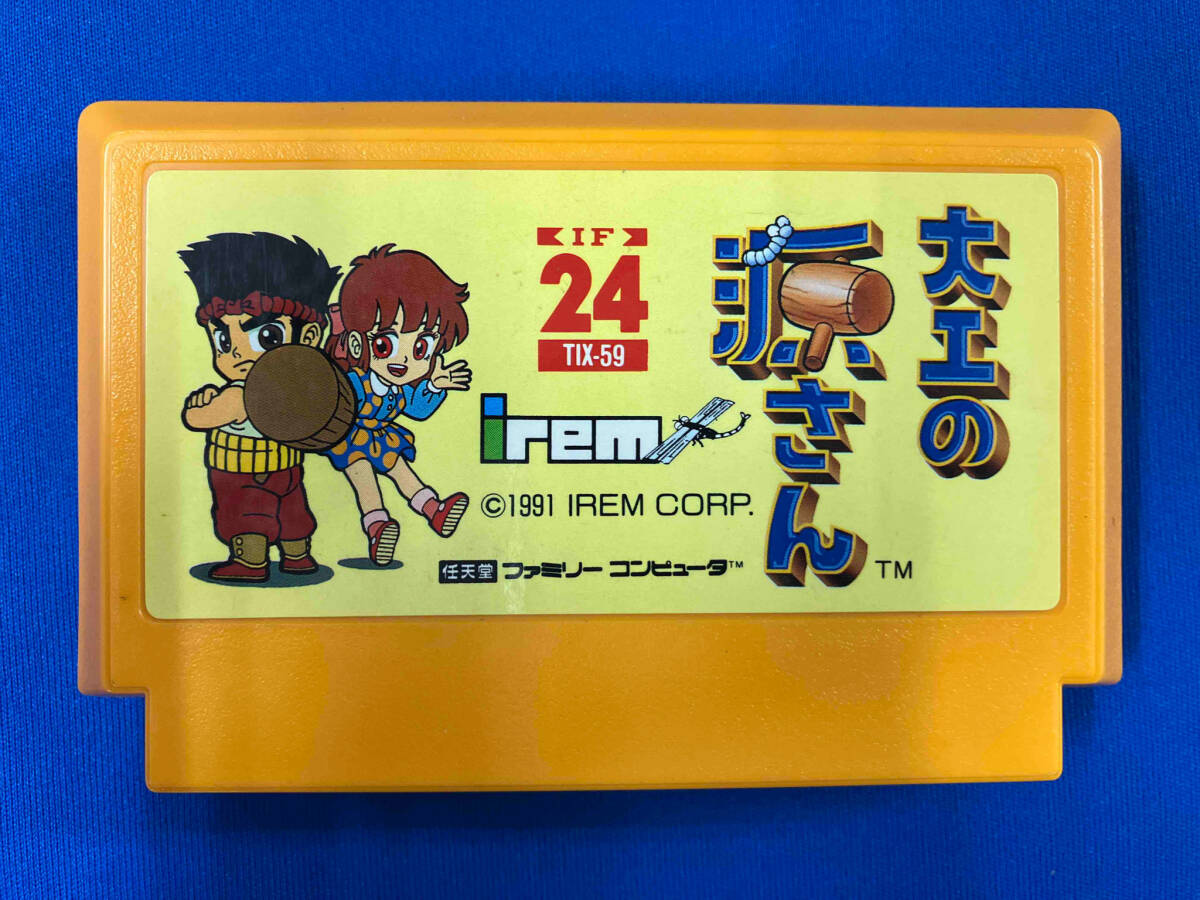 大工の
源さん
TM
IF
24
TIX-59
irem
©1991 IREM CORP.
任天堂 ファミリーコンピュータ™